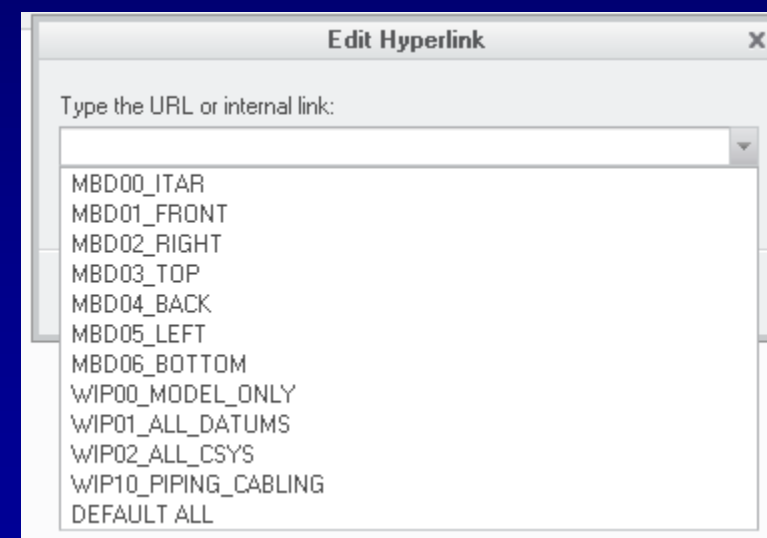 Edit Hyperlink
Type the URL or internal link:
MBD00_ITAR
MBD01_FRONT
MBD02_RIGHT
MBD03_TOP
MBD04_BACK
MBD05_LEFT
MBD06_BOTTOM
WIP00_MODEL_ONLY
WIP01_ALL_DATUMS
WIP02_ALL_CSYS
WIP10_PIPING_CABLING
DEFAULT ALL